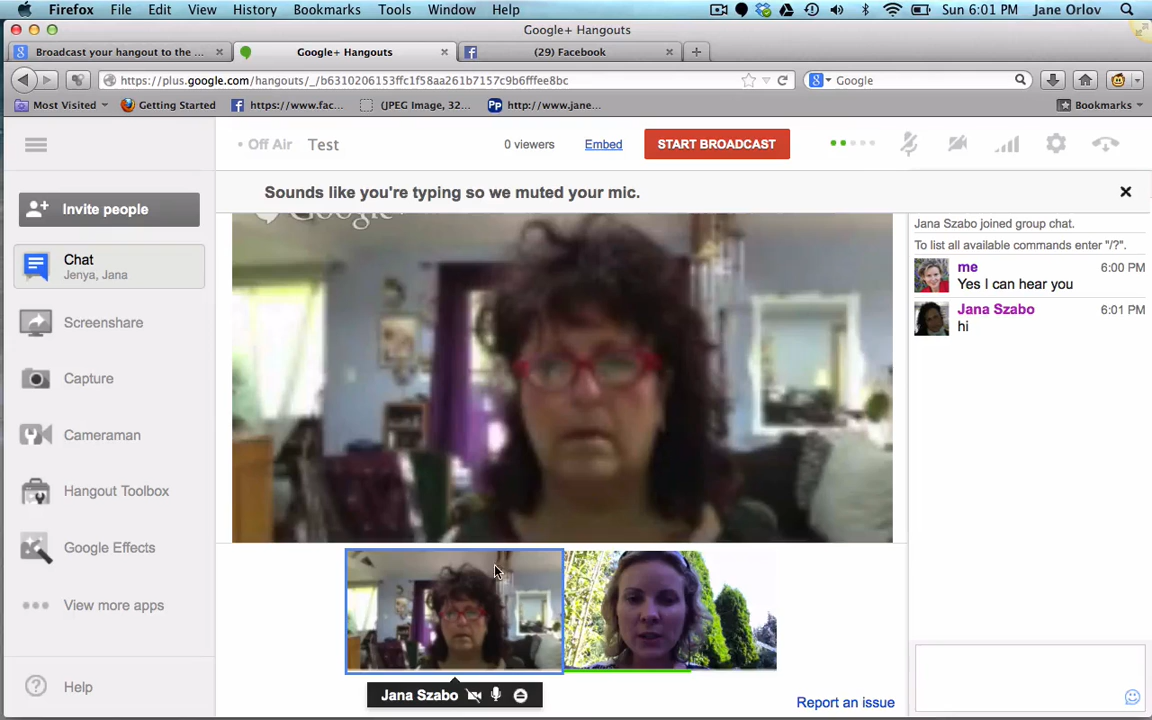 Firefox File Edit View History Bookmarks Tools Window Help Sun 6:01 PM Jane Orlov
Google+ Hangouts
Broadcast your hangout to the ... Google+ Hangouts (29) Facebook
https://plus.google.com/hangouts/_/b6310206153ffc1f58aa261b7157c9b6fffee8bc Google
Most Visited Getting Started https://www.fac... (JPEG Image, 32... http://www.jane... Bookmarks
• Off Air Test 0 viewers Embed START BROADCAST
Sounds like you're typing so we muted your mic.
Invite people
Chat
Jenya, Jana
Screenshare
Capture
Cameraman
Hangout Toolbox
Google Effects
View more apps
Help
Google+
Jana Szabo joined group chat.
To list all available commands enter "/?".
me 6:00 PM
Yes I can hear you
Jana Szabo 6:01 PM
hi
Jana Szabo
Report an issue